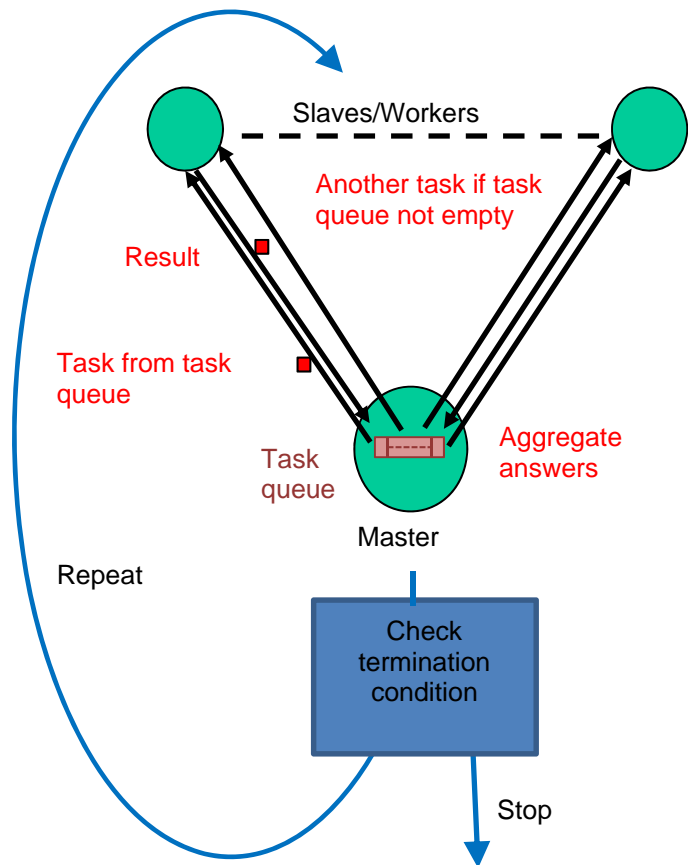 Slaves/Workers
Another task if task
queue not empty
Result
Task from task
queue
Task
queue
Aggregate
answers
Master
Repeat
Check
termination
condition
Stop